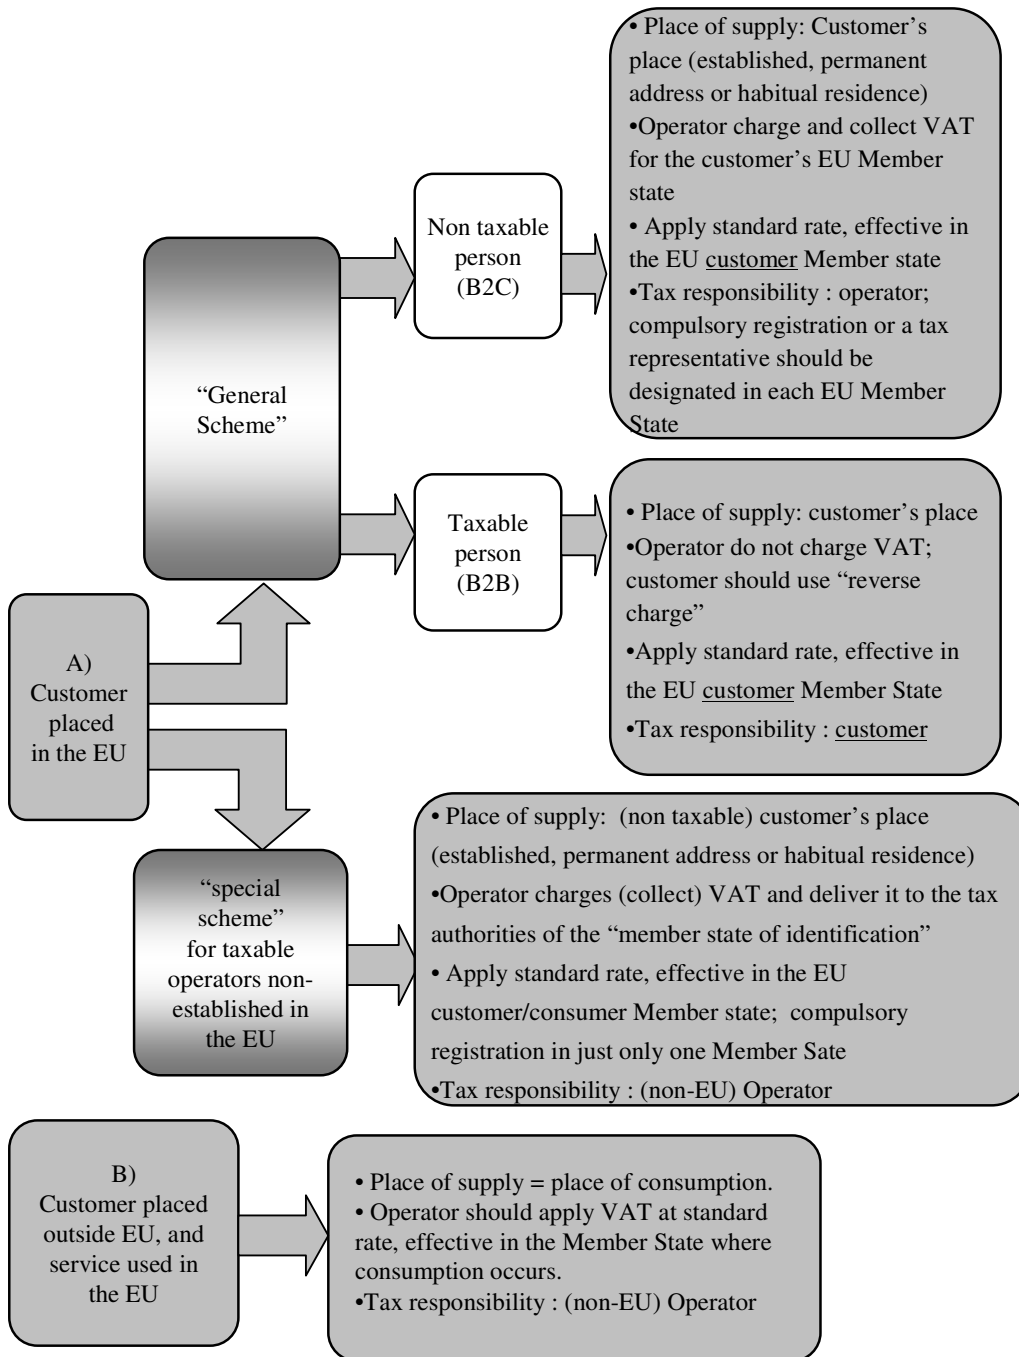 • Place of supply: Customer’s
place (established, permanent
address or habitual residence)
•Operator charge and collect VAT
for the customer’s EU Member
state
• Apply standard rate, effective in
the EU customer Member state
•Tax responsibility : operator;
compulsory registration or a tax
representative should be
designated in each EU Member
State
Non taxable
person
(B2C)
“General
Scheme”
Taxable
person
(B2B)
• Place of supply: customer’s place
•Operator do not charge VAT;
customer should use “reverse
charge”
•Apply standard rate, effective in
the EU customer Member State
•Tax responsibility : customer
A)
Customer
placed
in the EU
“special
scheme”
for taxable
operators non-
established in
the EU
• Place of supply: (non taxable) customer’s place
(established, permanent address or habitual residence)
•Operator charges (collect) VAT and deliver it to the tax
authorities of the “member state of identification”
• Apply standard rate, effective in the EU
customer/consumer Member state; compulsory
registration in just only one Member Sate
•Tax responsibility : (non-EU) Operator
B)
Customer placed
outside EU, and
service used in
the EU
• Place of supply = place of consumption.
• Operator should apply VAT at standard
rate, effective in the Member State where
consumption occurs.
•Tax responsibility : (non-EU) Operator